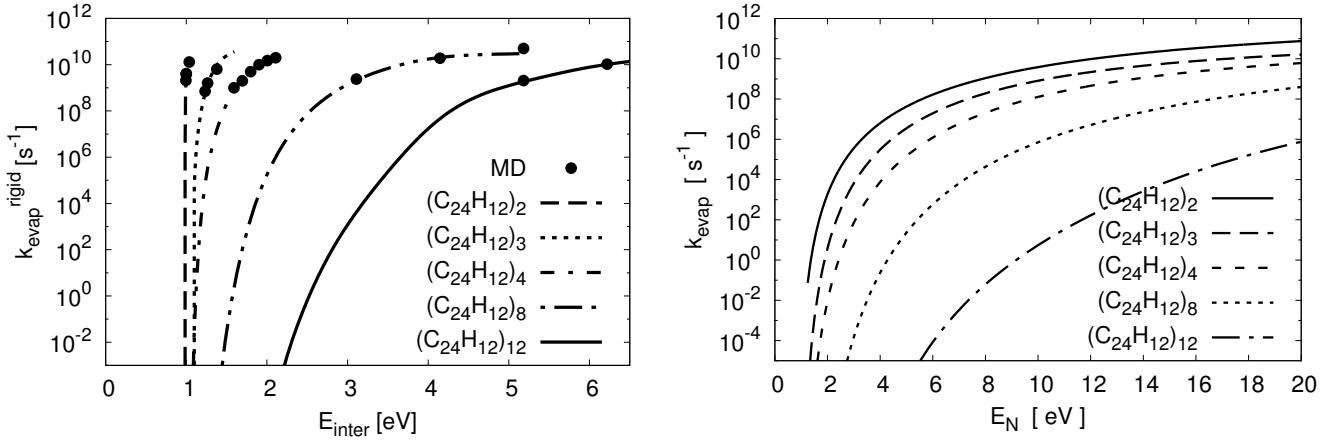 10^10
10^8
10^6
10^4
10^2
10^0
10^-2
k_evap^rigid [s^-1]
MD
(C24H12)2
(C24H12)3
(C24H12)4
(C24H12)8
(C24H12)12
0 1 2 3 4 5 6
E_inter [eV]
10^12
10^10
10^8
10^6
10^4
10^2
10^0
10^-2
10^-4
k_evap [ s^-1]
(C24H12)2
(C24H12)3
(C24H12)4
(C24H12)8
(C24H12)12
0 2 4 6 8 10 12 14 16 18 20
E_N [ eV]